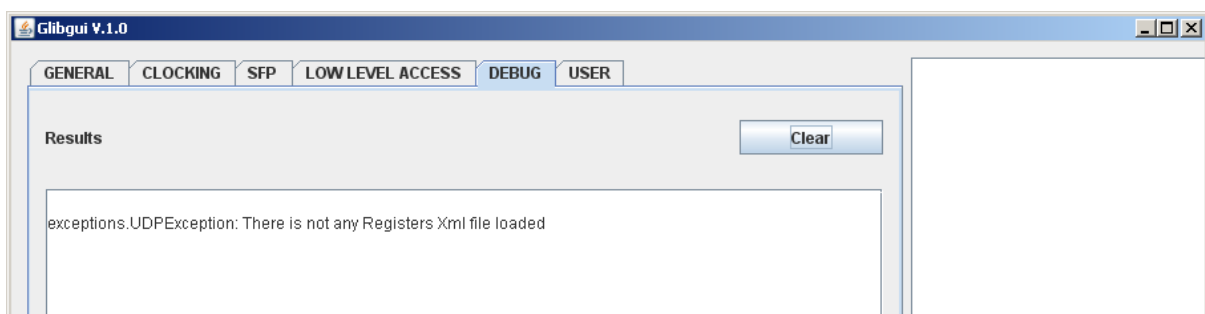 Glibgui V.1.0
GENERAL CLOCKING SFP LOW LEVEL ACCESS DEBUG USER
Results Clear
exceptions.UDPException: There is not any Registers Xml file loaded